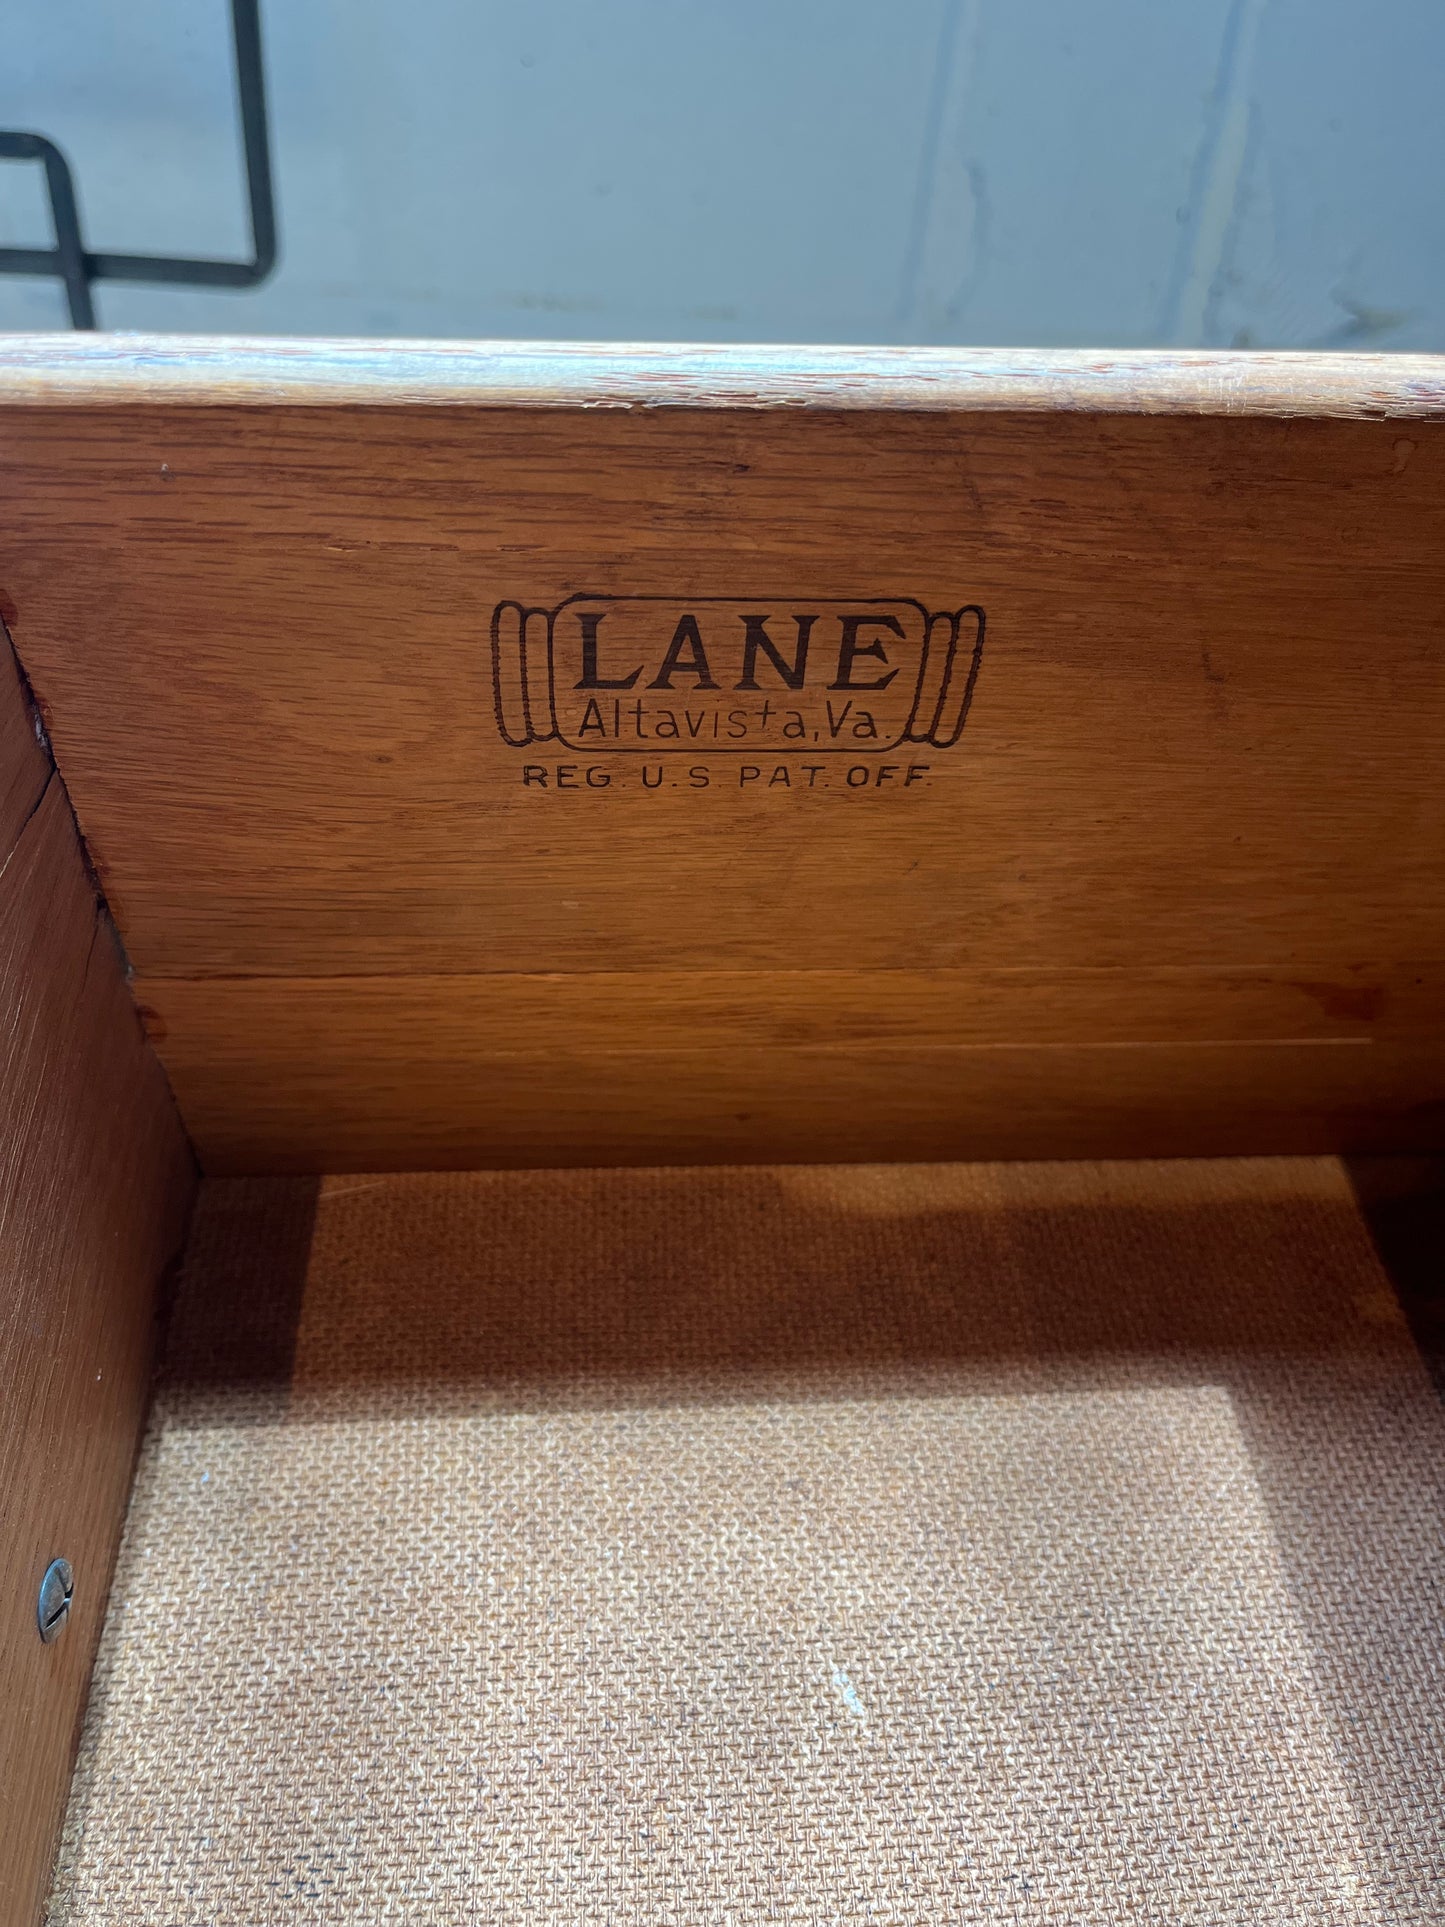 LANE
Altavista, Va.
REG. U.S. PAT. OFF.